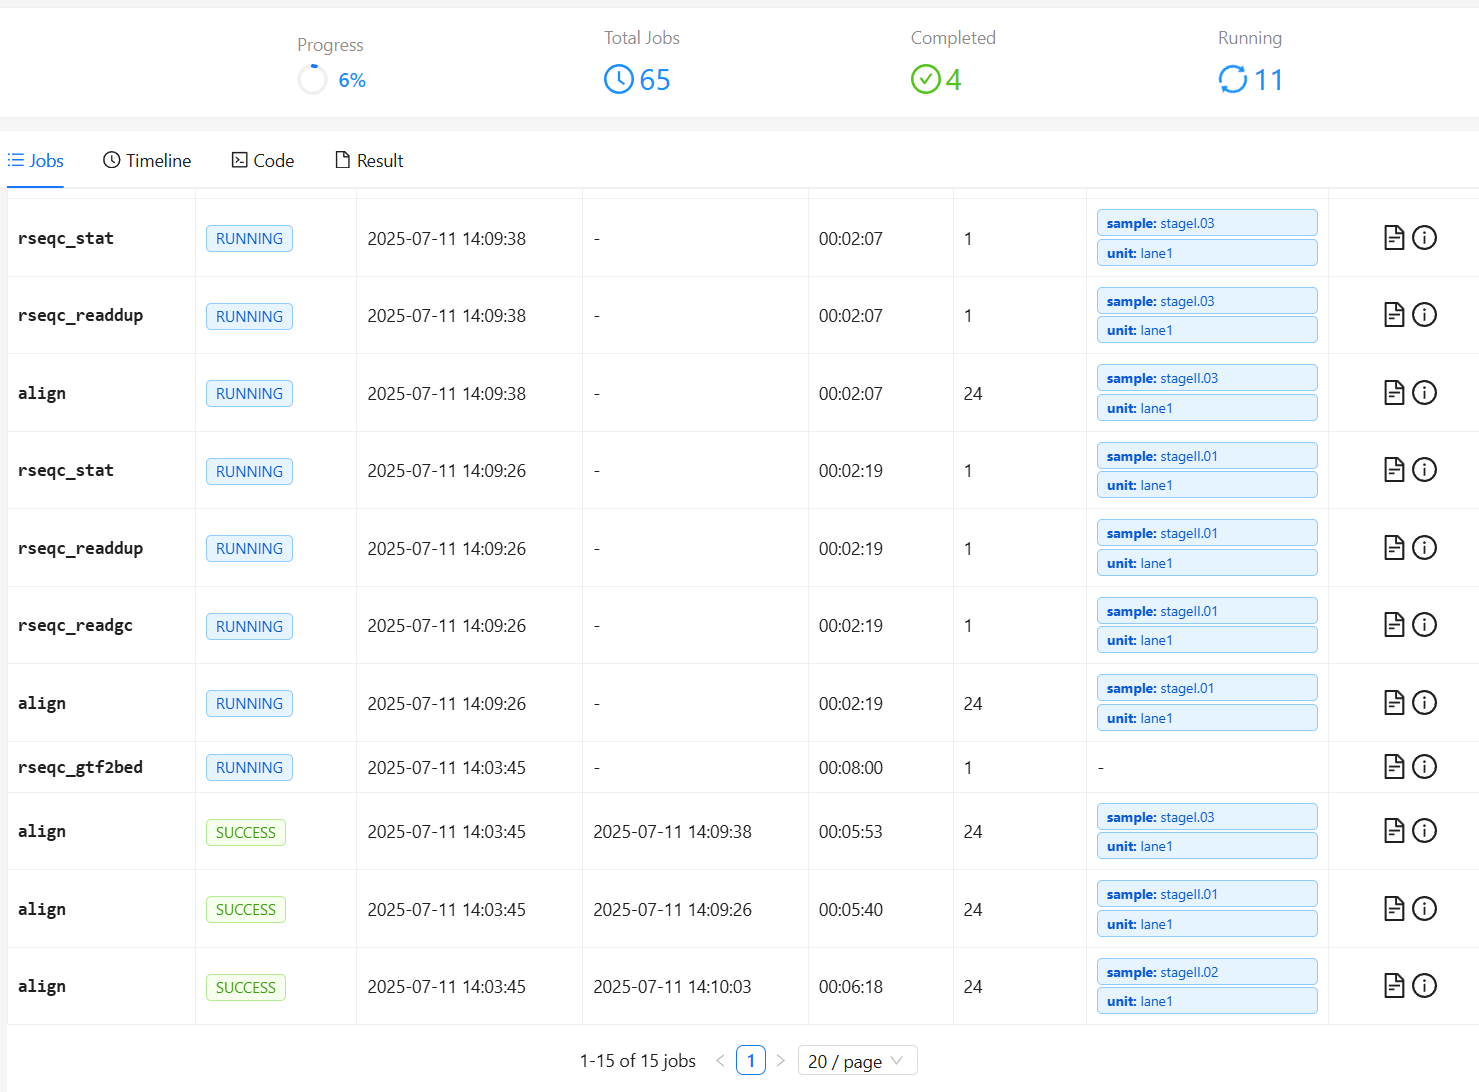 Progress Total Jobs Completed Running
6% 65 4 11
Jobs Timeline Code Result
rseqc_stat RUNNING 2025-07-11 14:09:38 - 00:02:07 1 sample: stageI.03
unit: lane1
rseqc_readdup RUNNING 2025-07-11 14:09:38 - 00:02:07 1 sample: stageI.03
unit: lane1
align RUNNING 2025-07-11 14:09:38 - 00:02:07 24 sample: stageII.03
unit: lane1
rseqc_stat RUNNING 2025-07-11 14:09:26 - 00:02:19 1 sample: stageII.01
unit: lane1
rseqc_readdup RUNNING 2025-07-11 14:09:26 - 00:02:19 1 sample: stageII.01
unit: lane1
rseqc_readgc RUNNING 2025-07-11 14:09:26 - 00:02:19 1 sample: stageII.01
unit: lane1
align RUNNING 2025-07-11 14:09:26 - 00:02:19 24 sample: stageI.01
unit: lane1
rseqc_gtf2bed RUNNING 2025-07-11 14:03:45 - 00:08:00 1 -
align SUCCESS 2025-07-11 14:03:45 2025-07-11 14:09:38 00:05:53 24 sample: stageI.03
unit: lane1
align SUCCESS 2025-07-11 14:03:45 2025-07-11 14:09:26 00:05:40 24 sample: stageII.01
unit: lane1
align SUCCESS 2025-07-11 14:03:45 2025-07-11 14:10:03 00:06:18 24 sample: stageII.02
unit: lane1
1-15 of 15 jobs < 1 > 20 / page